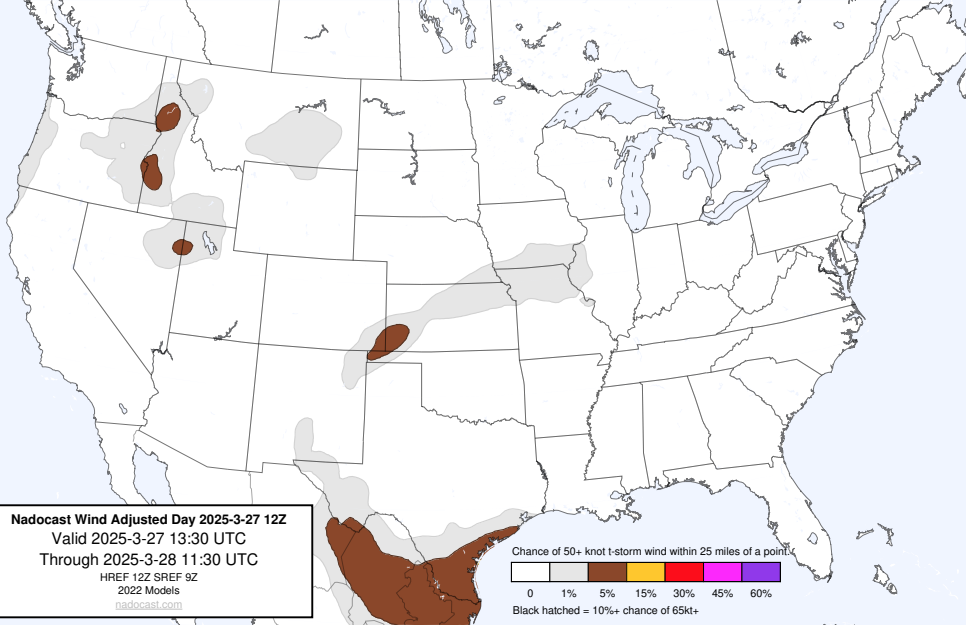 Nadocast Wind Adjusted Day 2025-3-27 12Z
Valid 2025-3-27 13:30 UTC
Through 2025-3-28 11:30 UTC
HREF 12Z SREF 9Z
2022 Models
nadocast.com
Chance of 50+ knot t-storm wind within 25 miles of a point.
0 1% 5% 15% 30% 45% 60%
Black hatched = 10%+ chance of 65kt+